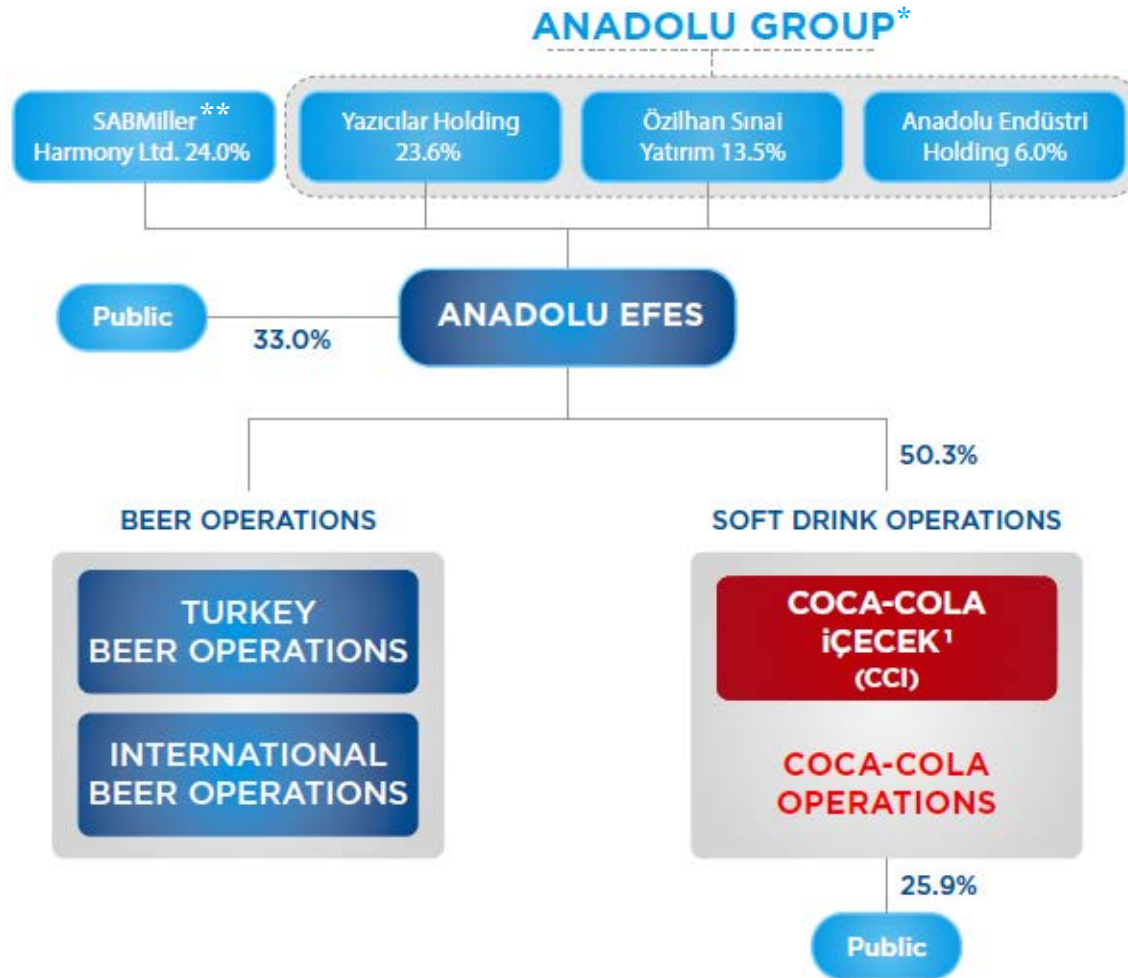 ANADOLU GROUP*
SABMiller**
Harmony Ltd. 24.0%
Yazıcılar Holding
23.6%
Özilhan Sınai
Yatırım 13.5%
Anadolu Endüstri
Holding 6.0%
Public
33.0%
ANADOLU EFES
50.3%
BEER OPERATIONS
SOFT DRINK OPERATIONS
TURKEY
BEER OPERATIONS
INTERNATIONAL
BEER OPERATIONS
COCA-COLA
iÇECEK¹
(CCI)
COCA-COLA
OPERATIONS
25.9%
Public